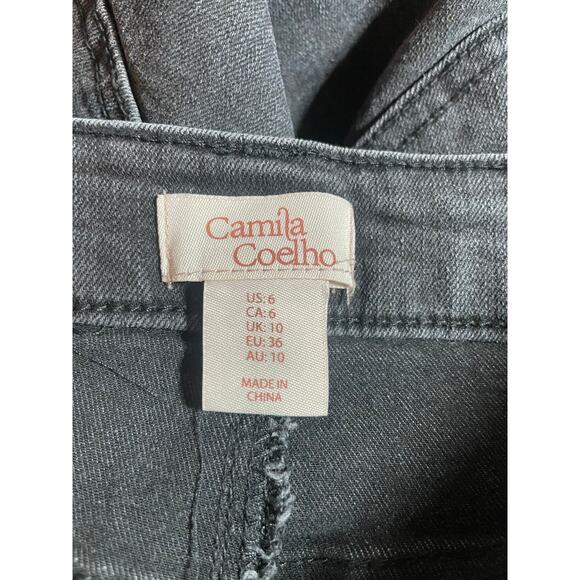 Camila
Coelho
US: 6
CA: 6
UK: 10
EU: 36
AU: 10
MADE IN
CHINA